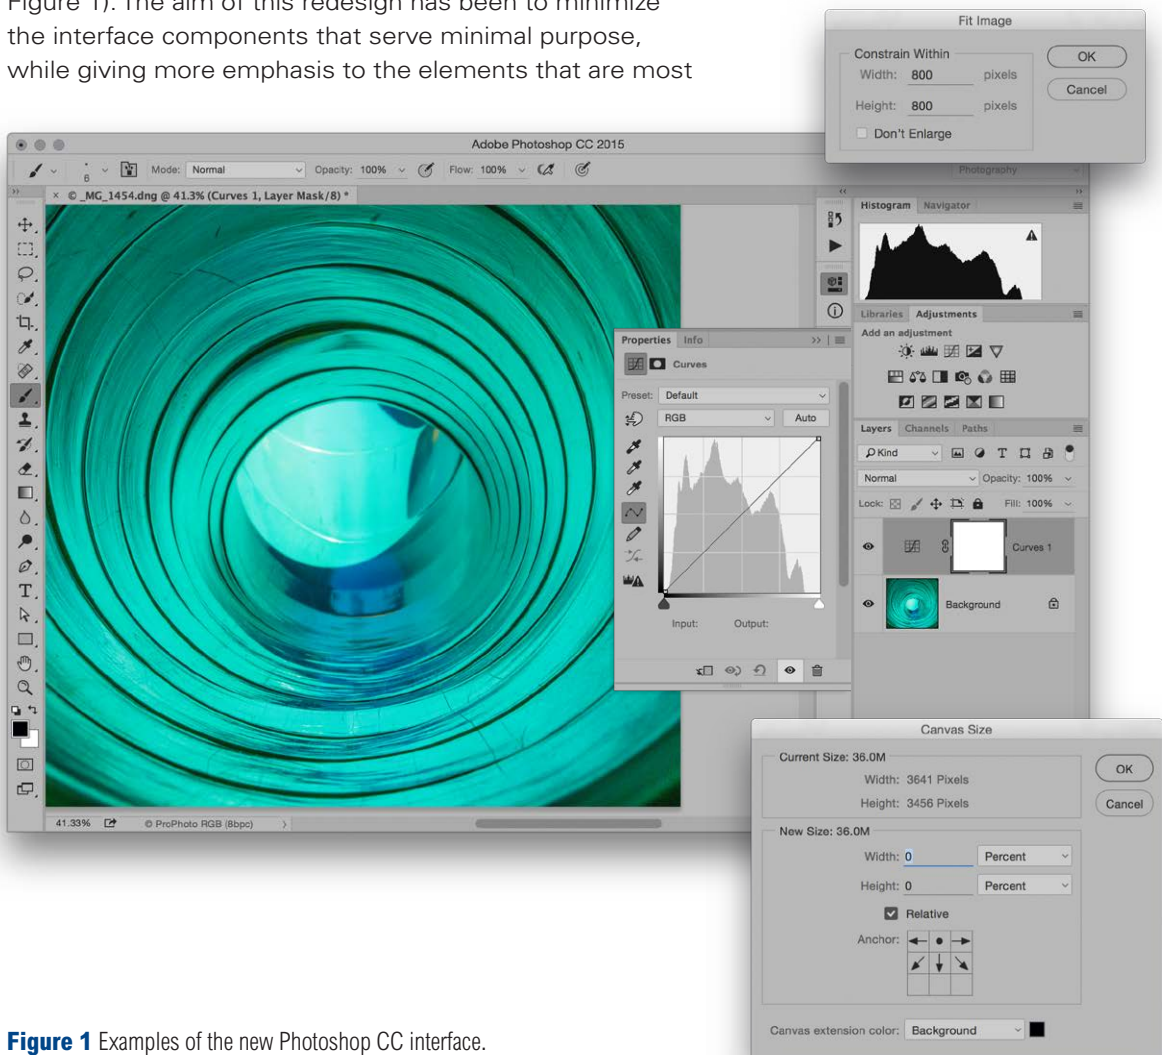 Figure 1). The aim of this redesign has been to minimize
the interface components that serve minimal purpose,
while giving more emphasis to the elements that are most
Fit Image
Constrain Within
Width: 800 pixels
Height: 800 pixels
Don't Enlarge
OK
Cancel
Adobe Photoshop CC 2015
6 Mode: Normal Opacity: 100% Flow: 100%
Photography
× © _MG_1454.dng @ 41.3% (Curves 1, Layer Mask/8) *
Histogram Navigator
Libraries Adjustments
Add an adjustment
Properties Info
Curves
Preset: Default
RGB Auto
Input: Output:
Layers Channels Paths
Kind
Normal Opacity: 100%
Lock: Fill: 100%
Curves 1
Background
41.33% © ProPhoto RGB (8bpc)
Canvas Size
Current Size: 36.0M
Width: 3641 Pixels
Height: 3456 Pixels
OK
Cancel
New Size: 36.0M
Width: 0 Percent
Height: 0 Percent
Relative
Anchor:
Canvas extension color: Background
Figure 1 Examples of the new Photoshop CC interface.